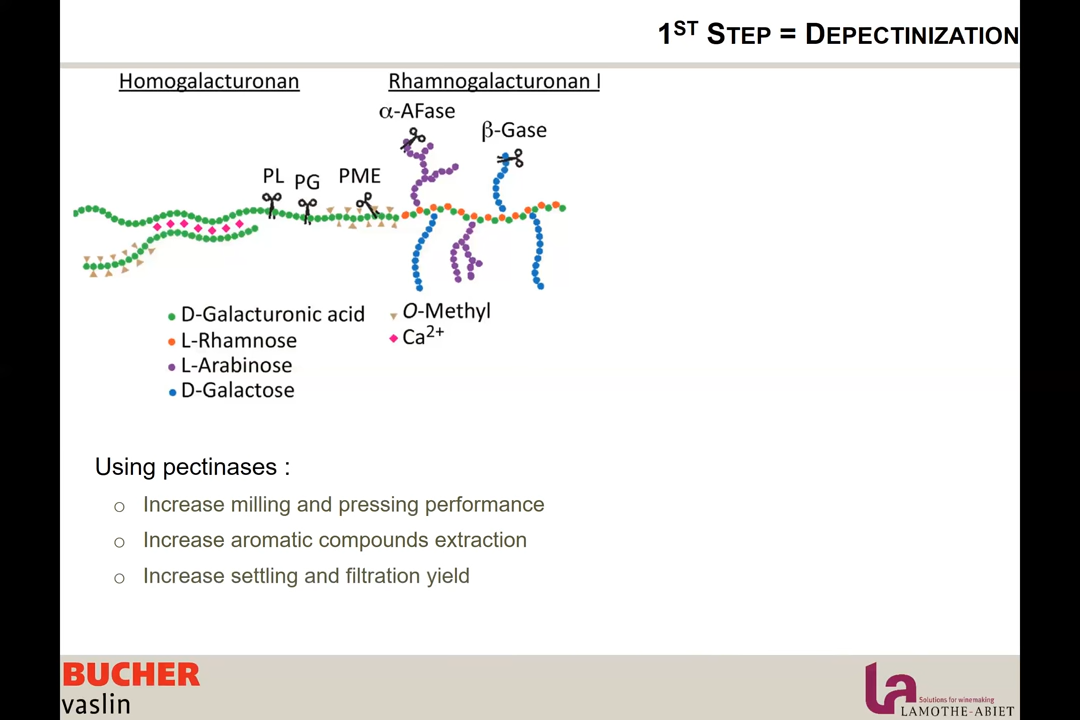 1ST STEP = DEPECTINIZATION
Homogalacturonan
Rhamnogalacturonan I
α-AFase
β-Gase
PL
PG
PME
D-Galacturonic acid
L-Rhamnose
L-Arabinose
D-Galactose
O-Methyl
Ca2+
Using pectinases :
o Increase milling and pressing performance
o Increase aromatic compounds extraction
o Increase settling and filtration yield
BUCHER
vaslin
la
Solutions for winemaking
LAMOTHE-ABIET